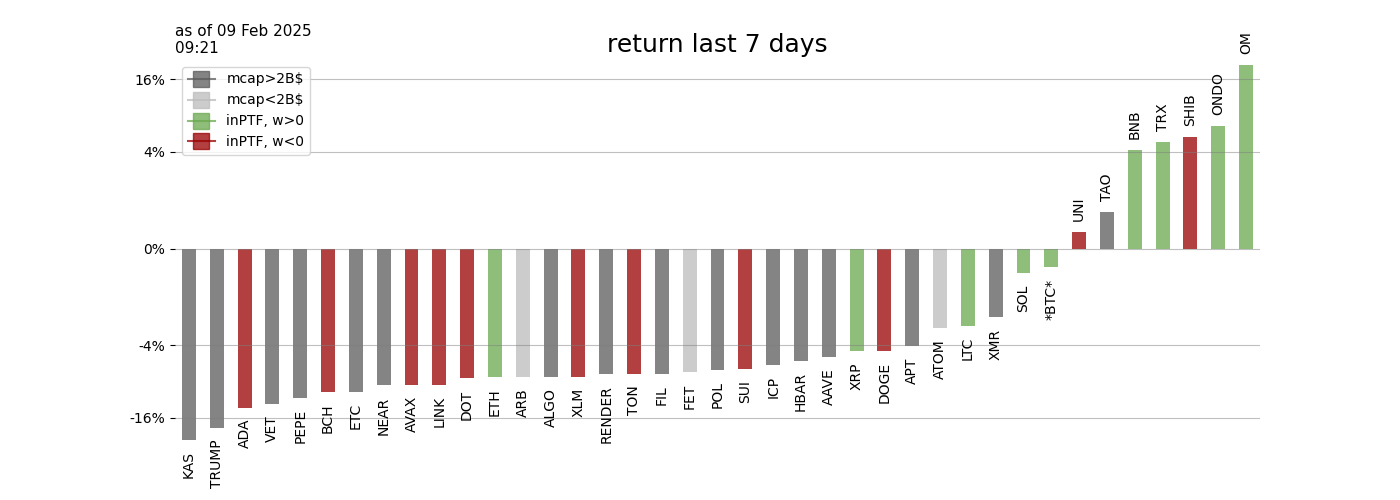 as of 09 Feb 2025
09:21
return last 7 days
mcap>2B$
mcap<2B$
inPTF, w>0
inPTF, w<0
16%
4%
0%
-4%
-16%
KAS
TRUMP
ADA
VET
PEPE
BCH
ETC
NEAR
AVAX
LINK
DOT
ETH
ARB
ALGO
XLM
RENDER
TON
FIL
FET
POL
SUI
ICP
HBAR
AAVE
XRP
DOGE
APT
ATOM
LTC
XMR
SOL
*BTC*
UNI
TAO
BNB
TRX
SHIB
ONDO
OM